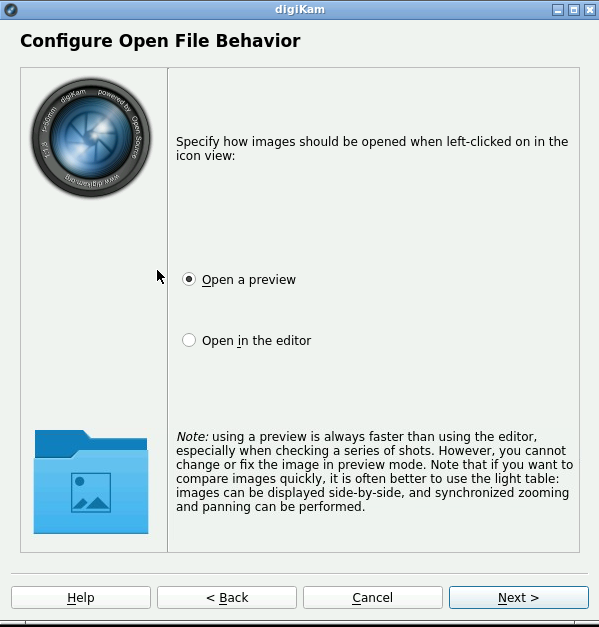 digiKam
Configure Open File Behavior
digiKam powered by Open Source
www.digikam.org
Specify how images should be opened when left-clicked on in the
icon view:
Open a preview
Open in the editor
Note: using a preview is always faster than using the editor,
especially when checking a series of shots. However, you cannot
change or fix the image in preview mode. Note that if you want to
compare images quickly, it is often better to use the light table:
images can be displayed side-by-side, and synchronized zooming
and panning can be performed.
Help
< Back
Cancel
Next >